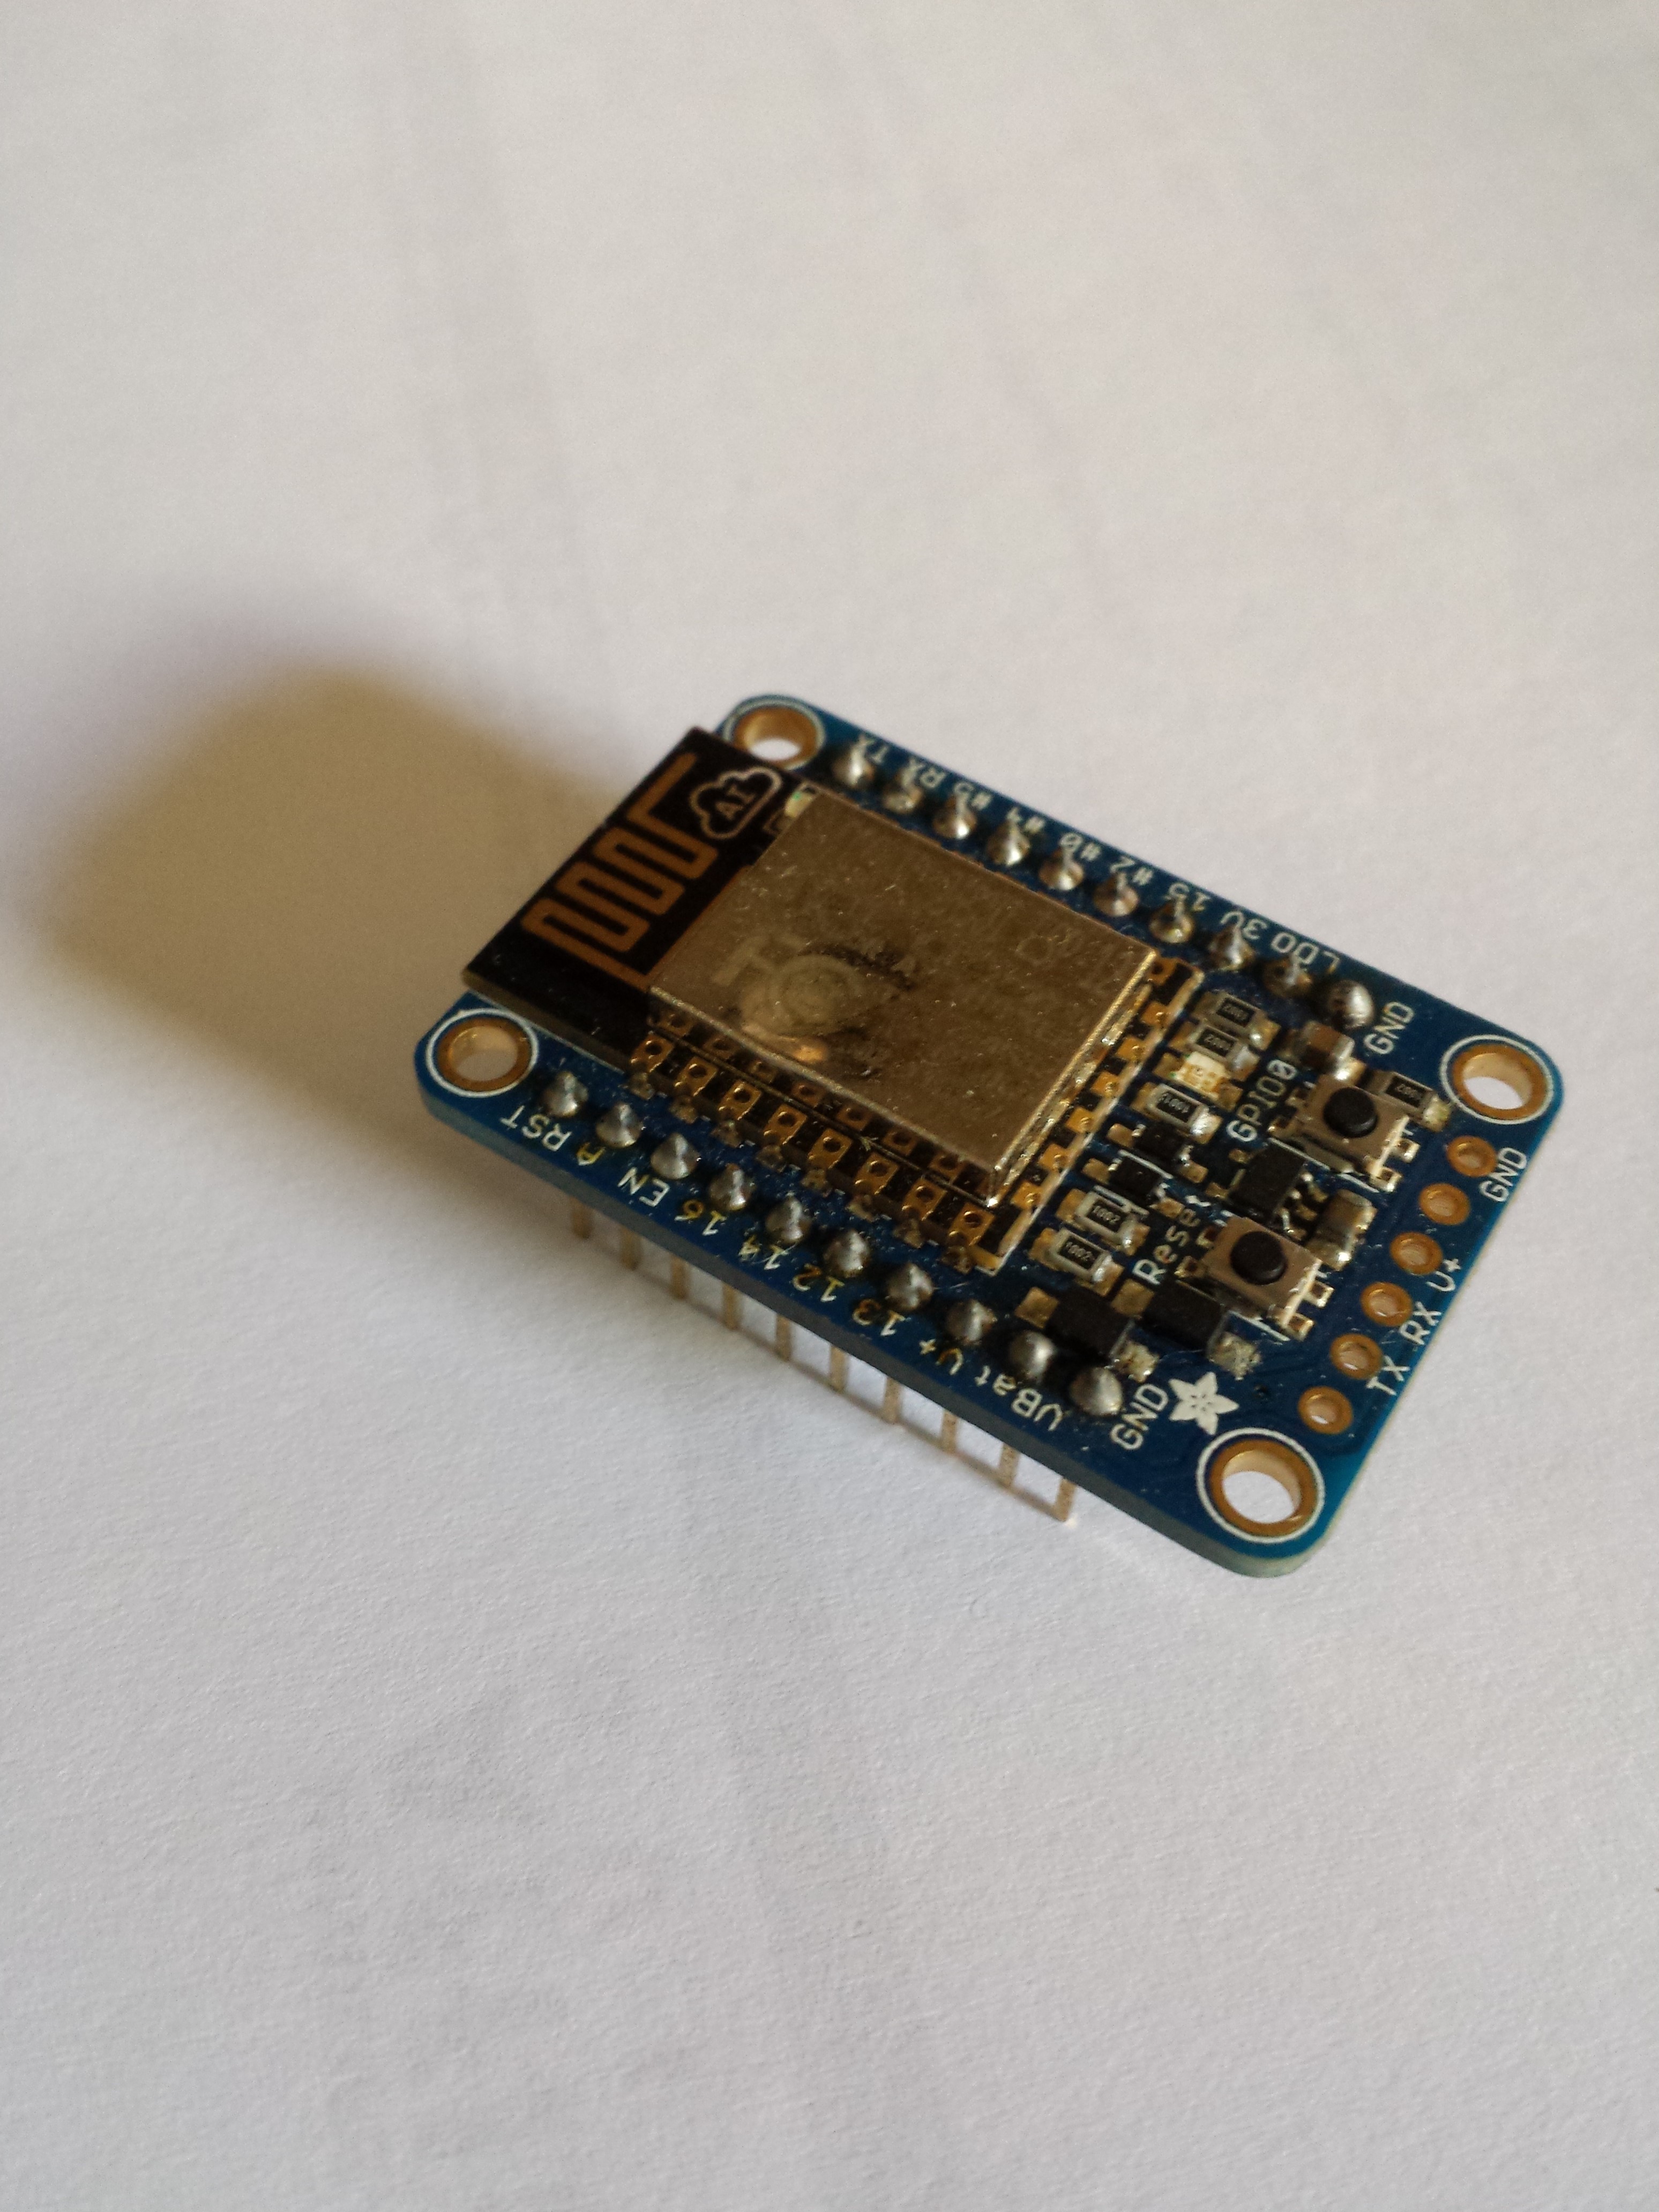 AI
TX
RX
#5
#4
#0
#2
15
3V
LDO
GND
RST
A
EN
16
14
12
13
V+
VBat
GND
GPIO0
Reset
GND
V+
RX
TX